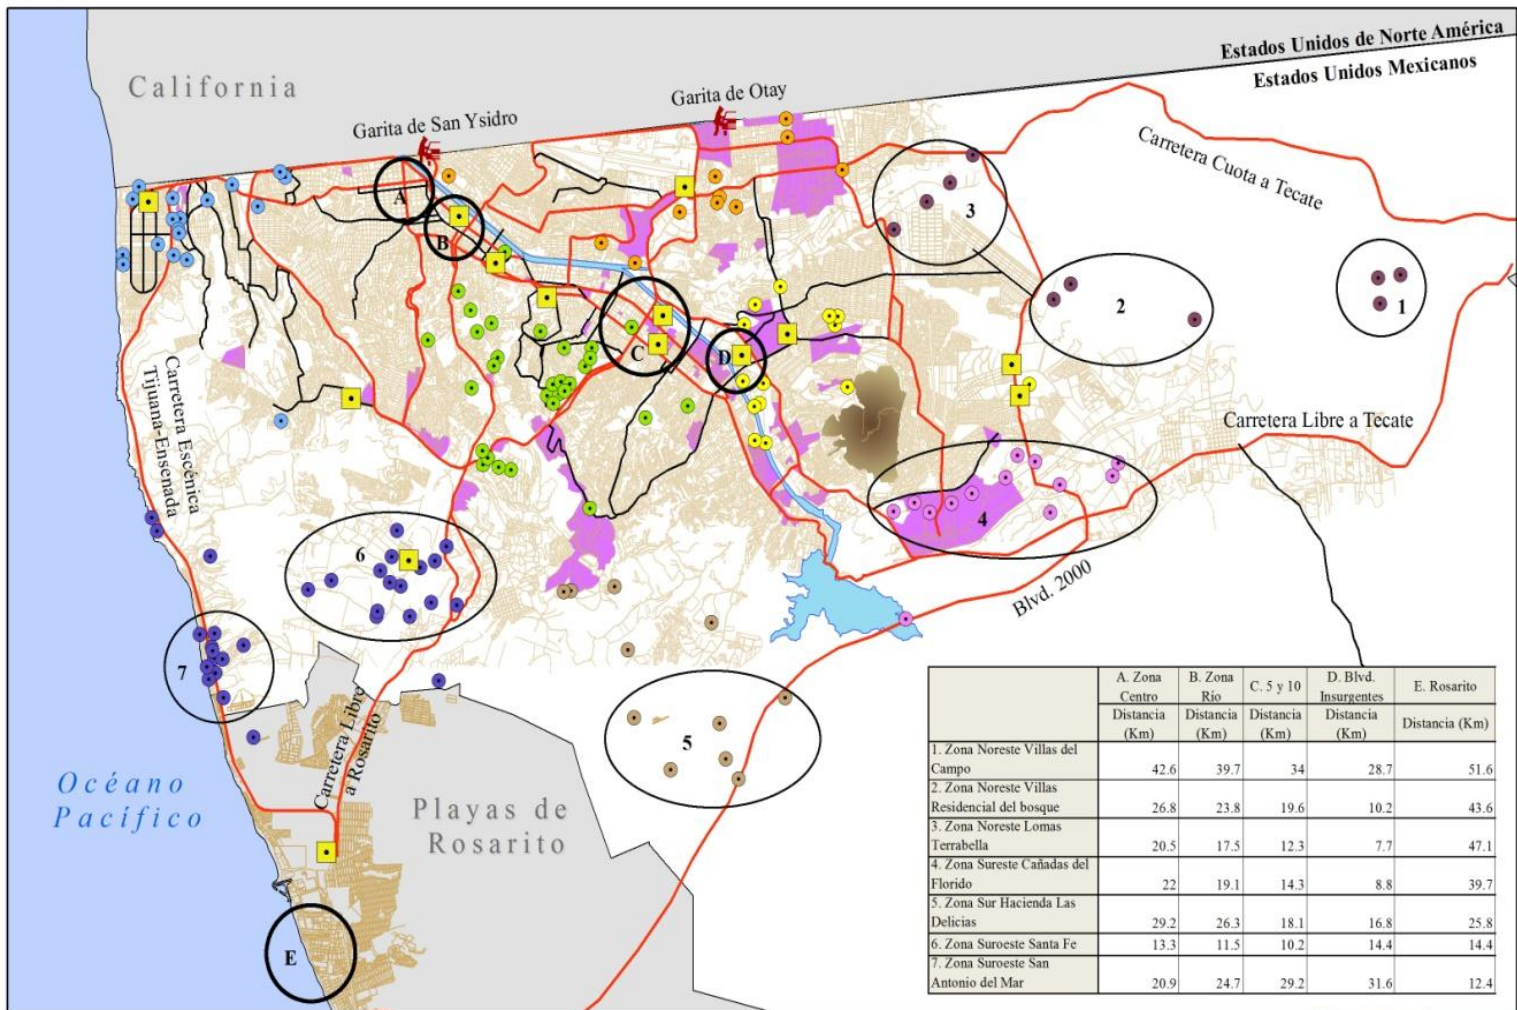 Estados Unidos de Norte América
Estados Unidos Mexicanos
California
Garita de San Ysidro
Garita de Otay
Carretera Cuota a Tecate
A
B
3
2
1
C
D
Carretera Escénica
Tijuana-Ensenada
Carretera Libre a Tecate
6
4
Blvd. 2000
7
5
Carretera Libre
a Rosarito
Océano
Pacífico
Playas de
Rosarito
E
A. Zona Centro B. Zona Río C. 5 y 10 D. Blvd. Insurgentes E. Rosarito
Distancia (Km) Distancia (Km) Distancia (Km) Distancia (Km) Distancia (Km)
1. Zona Noreste Villas del
Campo 42.6 39.7 34 28.7 51.6
2. Zona Noreste Villas
Residencial del bosque 26.8 23.8 19.6 10.2 43.6
3. Zona Noreste Lomas
Terrabella 20.5 17.5 12.3 7.7 47.1
4. Zona Sureste Cañadas del
Florido 22 19.1 14.3 8.8 39.7
5. Zona Sur Hacienda Las
Delicias 29.2 26.3 18.1 16.8 25.8
6. Zona Suroeste Santa Fe 13.3 11.5 10.2 14.4 14.4
7. Zona Suroeste San
Antonio del Mar 20.9 24.7 29.2 31.6 12.4